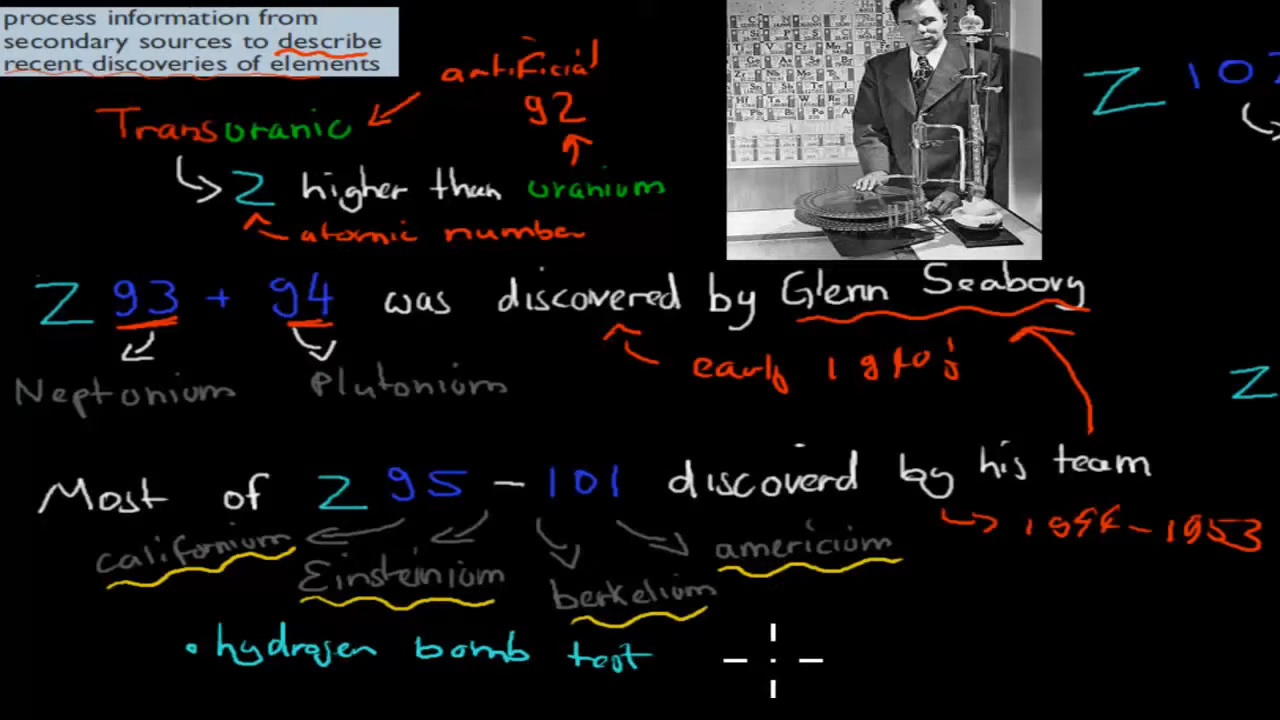 process information from
secondary sources to describe
recent discoveries of elements
artificial
92
Transuranic
Z higher than uranium
atomic number
Z 93 + 94 was discovered by Glenn Seaborg
early 1940's
Neptonium
Plutonium
Most of Z 95 - 101 discoverd by his team
1944 - 1953
californium
Einsteinium
berkelium
americium
• hydrogen bomb test
Z 10
Z